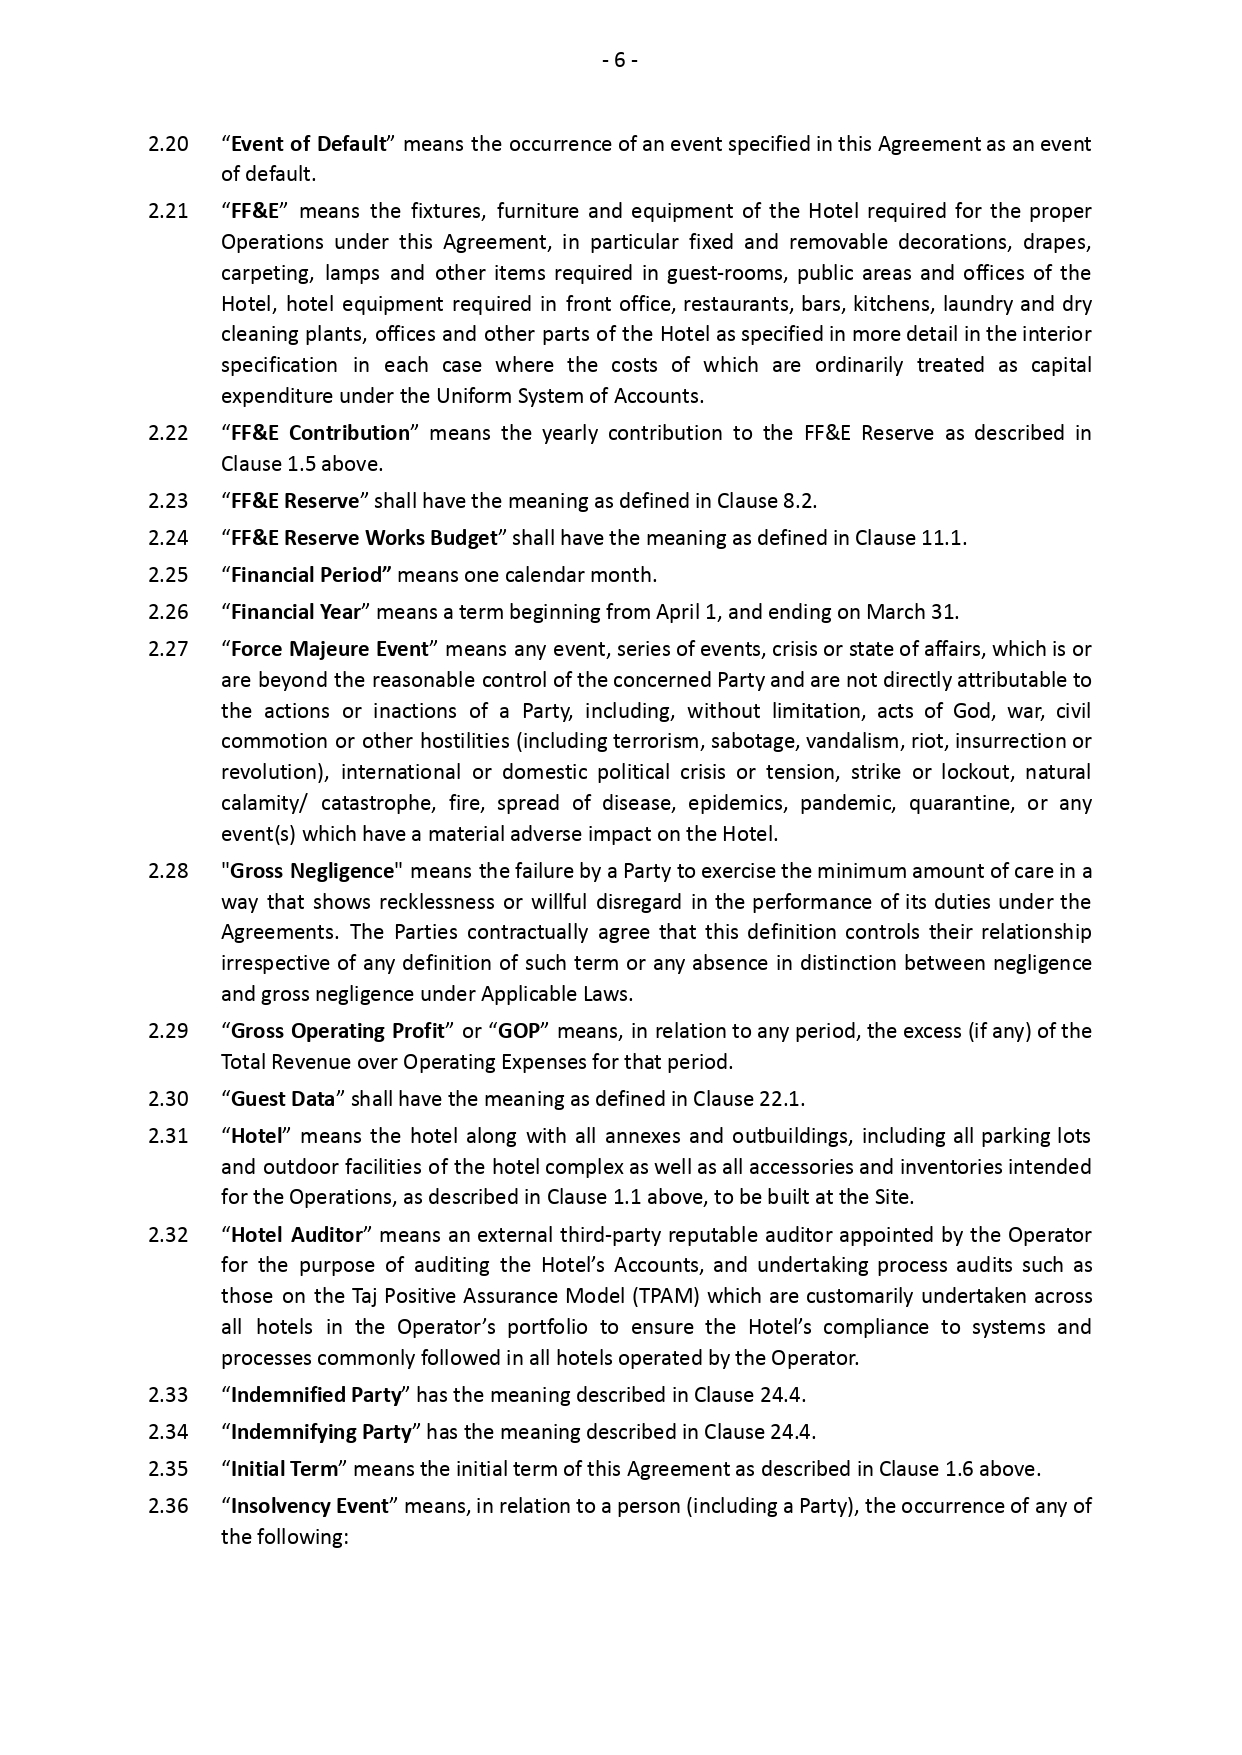 - 6 -
2.20 “Event of Default” means the occurrence of an event specified in this Agreement as an event
of default.
2.21 “FF&E” means the fixtures, furniture and equipment of the Hotel required for the proper
Operations under this Agreement, in particular fixed and removable decorations, drapes,
carpeting, lamps and other items required in guest-rooms, public areas and offices of the
Hotel, hotel equipment required in front office, restaurants, bars, kitchens, laundry and dry
cleaning plants, offices and other parts of the Hotel as specified in more detail in the interior
specification in each case where the costs of which are ordinarily treated as capital
expenditure under the Uniform System of Accounts.
2.22 “FF&E Contribution” means the yearly contribution to the FF&E Reserve as described in
Clause 1.5 above.
2.23 “FF&E Reserve” shall have the meaning as defined in Clause 8.2.
2.24 “FF&E Reserve Works Budget” shall have the meaning as defined in Clause 11.1.
2.25 “Financial Period” means one calendar month.
2.26 “Financial Year” means a term beginning from April 1, and ending on March 31.
2.27 “Force Majeure Event” means any event, series of events, crisis or state of affairs, which is or
are beyond the reasonable control of the concerned Party and are not directly attributable to
the actions or inactions of a Party, including, without limitation, acts of God, war, civil
commotion or other hostilities (including terrorism, sabotage, vandalism, riot, insurrection or
revolution), international or domestic political crisis or tension, strike or lockout, natural
calamity/ catastrophe, fire, spread of disease, epidemics, pandemic, quarantine, or any
event(s) which have a material adverse impact on the Hotel.
2.28 "Gross Negligence" means the failure by a Party to exercise the minimum amount of care in a
way that shows recklessness or willful disregard in the performance of its duties under the
Agreements. The Parties contractually agree that this definition controls their relationship
irrespective of any definition of such term or any absence in distinction between negligence
and gross negligence under Applicable Laws.
2.29 “Gross Operating Profit” or “GOP” means, in relation to any period, the excess (if any) of the
Total Revenue over Operating Expenses for that period.
2.30 “Guest Data” shall have the meaning as defined in Clause 22.1.
2.31 “Hotel” means the hotel along with all annexes and outbuildings, including all parking lots
and outdoor facilities of the hotel complex as well as all accessories and inventories intended
for the Operations, as described in Clause 1.1 above, to be built at the Site.
2.32 “Hotel Auditor” means an external third-party reputable auditor appointed by the Operator
for the purpose of auditing the Hotel’s Accounts, and undertaking process audits such as
those on the Taj Positive Assurance Model (TPAM) which are customarily undertaken across
all hotels in the Operator’s portfolio to ensure the Hotel’s compliance to systems and
processes commonly followed in all hotels operated by the Operator.
2.33 “Indemnified Party” has the meaning described in Clause 24.4.
2.34 “Indemnifying Party” has the meaning described in Clause 24.4.
2.35 “Initial Term” means the initial term of this Agreement as described in Clause 1.6 above.
2.36 “Insolvency Event” means, in relation to a person (including a Party), the occurrence of any of
the following: